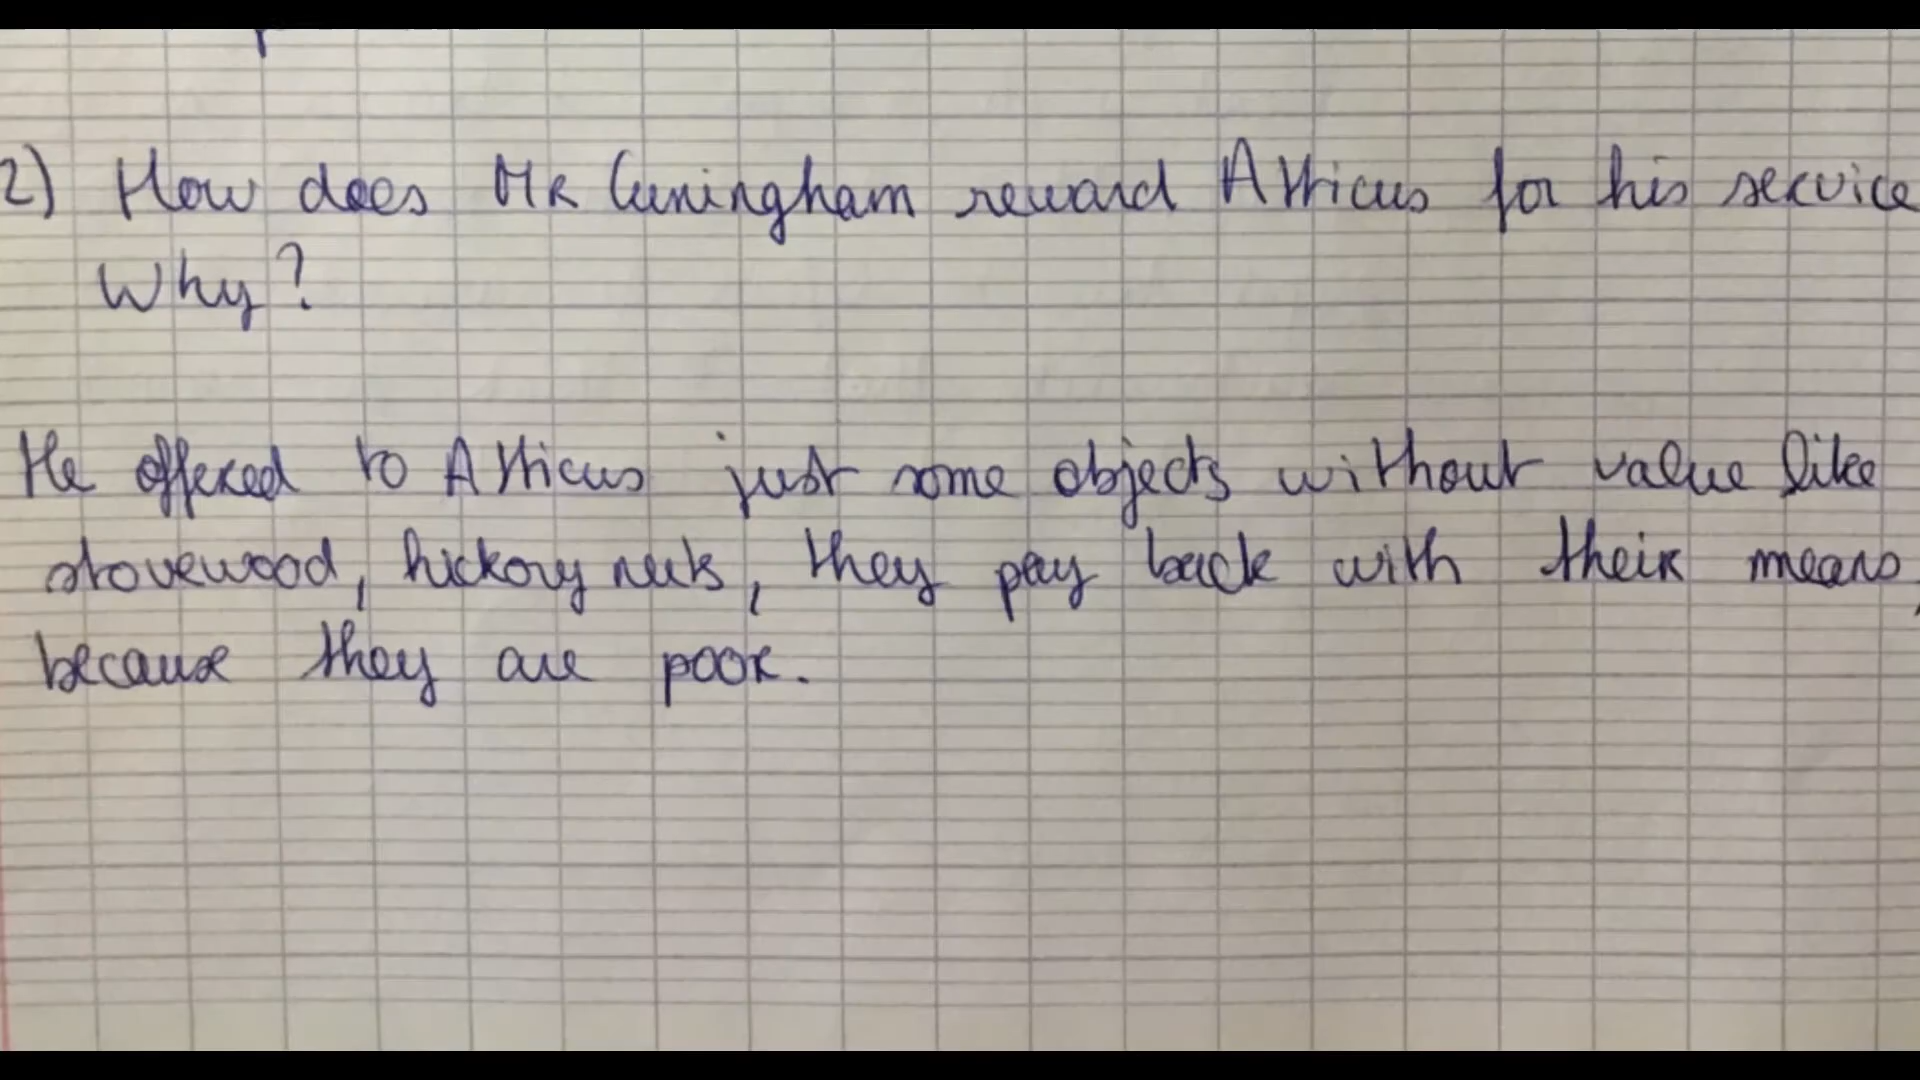 2) How does MR Cuningham reward Atticus for his service
Why?
He offered to Atticus just some objects without value like
stovewood, hickory nuts, they pay back with their means,
because they are poor.